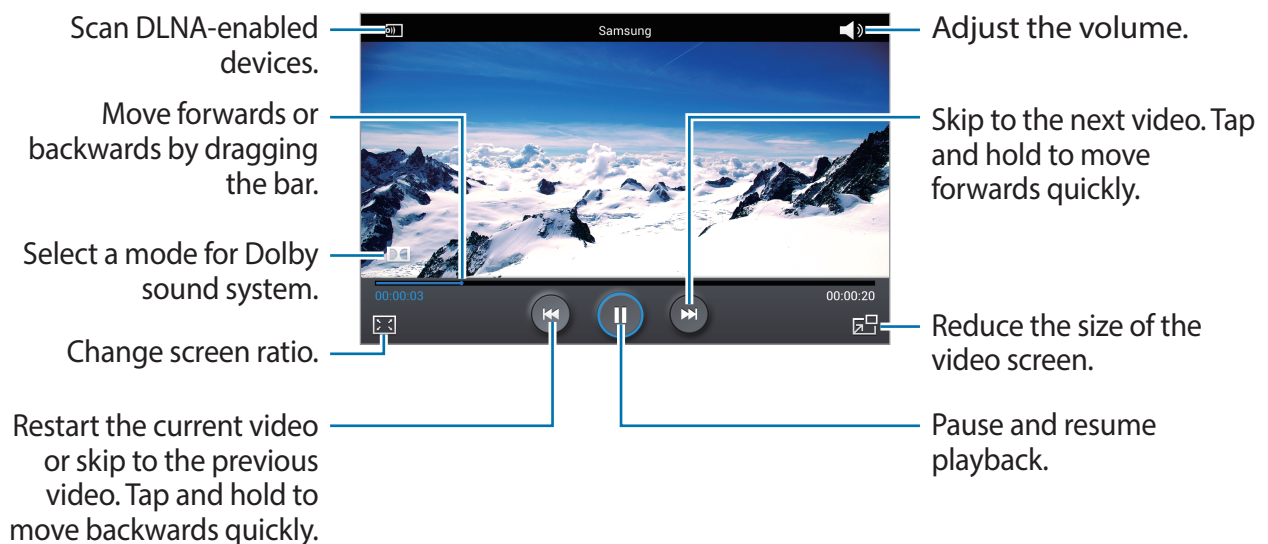 Scan DLNA-enabled
devices.
Move forwards or
backwards by dragging
the bar.
Select a mode for Dolby
sound system.
Change screen ratio.
Restart the current video
or skip to the previous
video. Tap and hold to
move backwards quickly.
Samsung
00:00:03
00:00:20
Adjust the volume.
Skip to the next video. Tap
and hold to move
forwards quickly.
Reduce the size of the
video screen.
Pause and resume
playback.